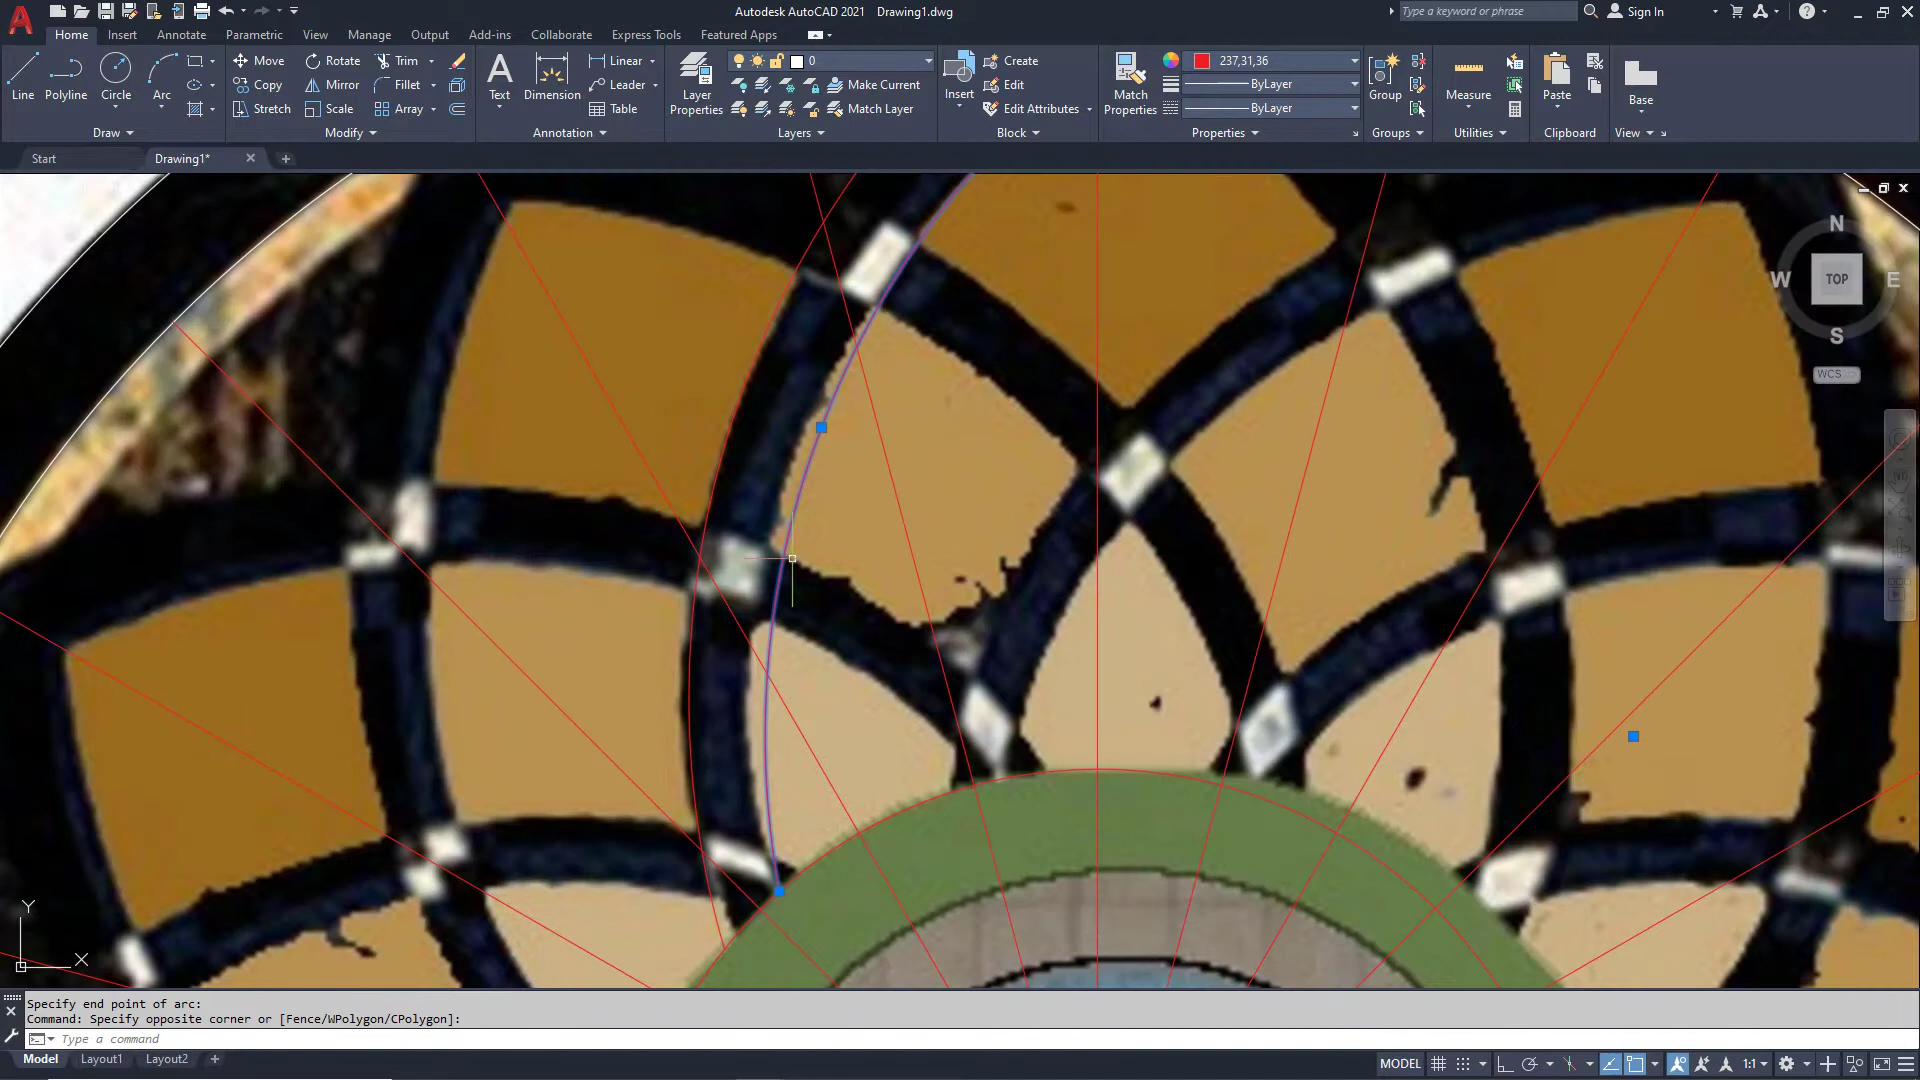 Autodesk AutoCAD 2021 Drawing1.dwg
Type a keyword or phrase
Sign In
Home Insert Annotate Parametric View Manage Output Add-ins Collaborate Express Tools Featured Apps
Line
Polyline
Circle
Arc
Move Rotate Trim
Copy Mirror Fillet
Stretch Scale Array
Text
Dimension
Linear
Leader
Table
Layer
Properties
0
Make Current
Match Layer
Insert
Create
Edit
Edit Attributes
Match
Properties
237,31,36
ByLayer
ByLayer
Group
Measure
Paste
Base
Draw Modify Annotation Layers Block Properties Groups Utilities Clipboard View
Start Drawing1*
N
W TOP E
S
WCS
Y
X
Specify end point of arc:
Command: Specify opposite corner or [Fence/WPolygon/CPolygon]:
Type a command
Model Layout1 Layout2
MODEL 1:1